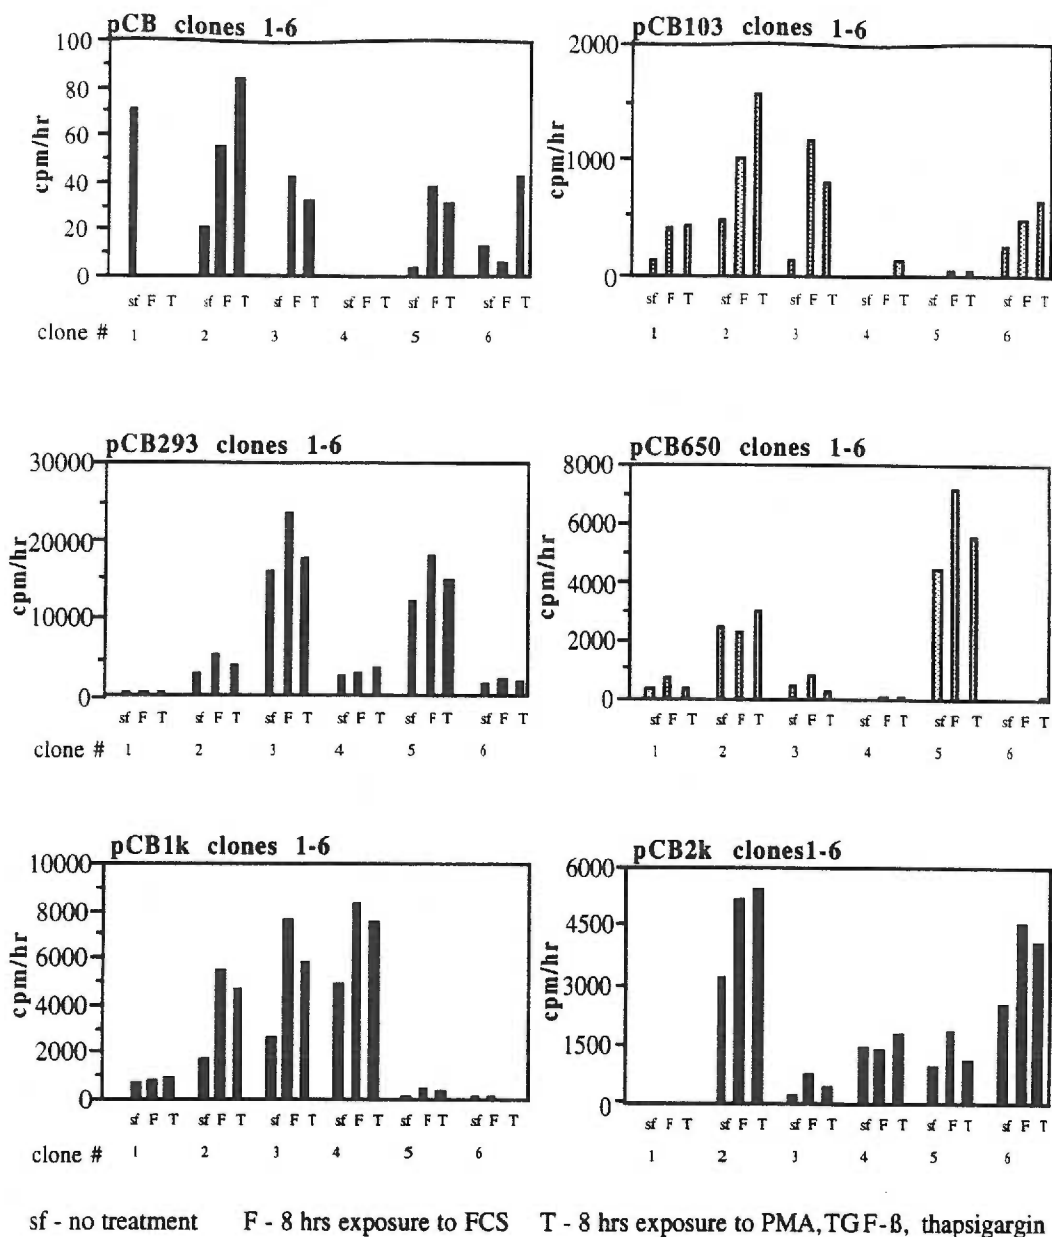 pCB clones 1-6
100
80
60
40
20
0
cpm/hr
sf F T sf F T sf F T sf F T sf F T sf F T
clone # 1 2 3 4 5 6
pCB103 clones 1-6
2000
1000
0
cpm/hr
sf F T sf F T sf F T sf F T sf F T sf F T
1 2 3 4 5 6
pCB293 clones 1-6
30000
20000
10000
0
cpm/hr
sf F T sf F T sf F T sf F T sf F T sf F T
clone # 1 2 3 4 5 6
pCB650 clones 1-6
8000
6000
4000
2000
0
cpm/hr
sf F T sf F T sf F T sf F T sf F T sf F T
1 2 3 4 5 6
pCB1k clones 1-6
10000
8000
6000
4000
2000
0
cpm/hr
sf F T sf F T sf F T sf F T sf F T sf F T
clone # 1 2 3 4 5 6
pCB2k clones1-6
6000
4500
3000
1500
0
cpm/hr
sf F T sf F T sf F T sf F T sf F T sf F T
1 2 3 4 5 6
sf - no treatment F - 8 hrs exposure to FCS T - 8 hrs exposure to PMA, TGF-ß, thapsigargin